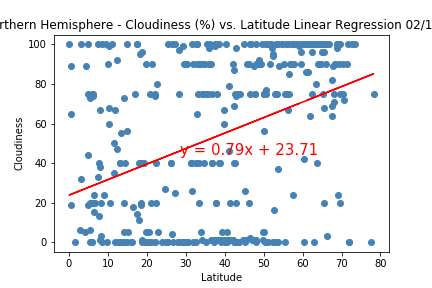 rthern Hemisphere - Cloudiness (%) vs. Latitude Linear Regression 02/1
100
80
60
40
20
0
Cloudiness
y = 0.79x + 23.71
0 10 20 30 40 50 60 70 80
Latitude